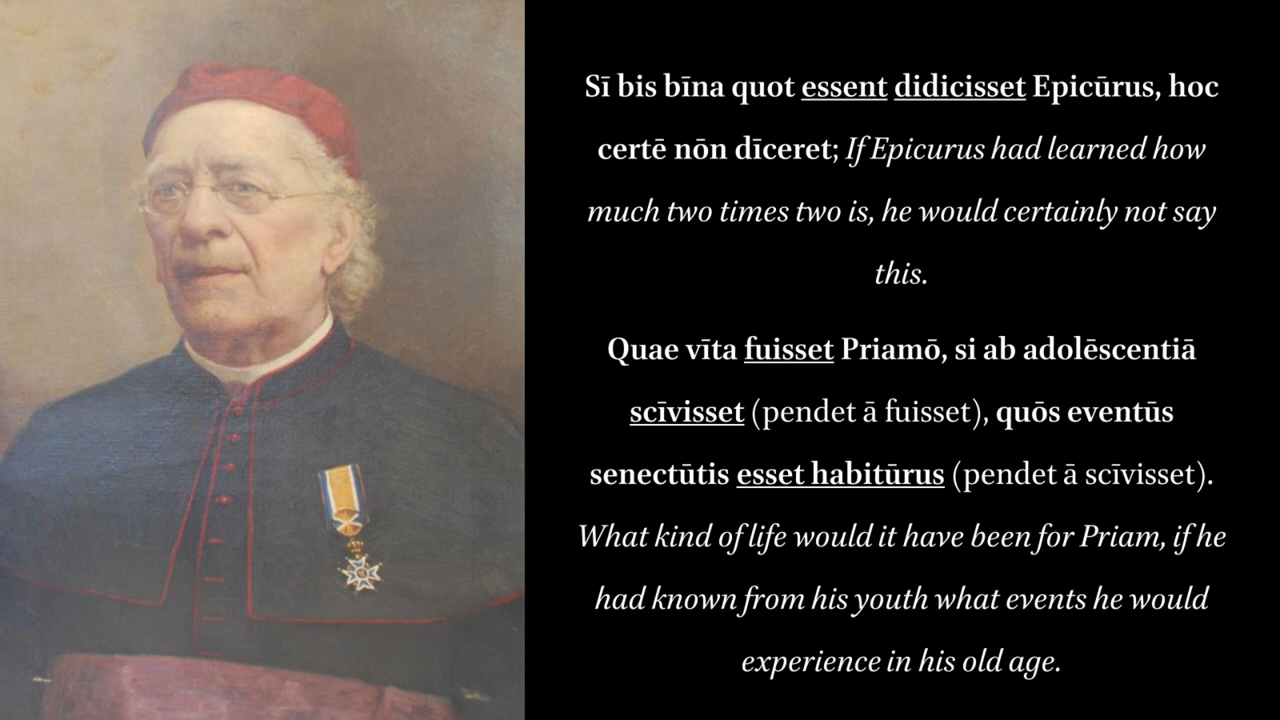 Sī bis bīna quot essent didicisset Epicūrus, hoc
certē nōn dīceret; If Epicurus had learned how
much two times two is, he would certainly not say
this.
Quae vīta fuisset Priamō, si ab adolēscentiā
scīvisset (pendet ā fuisset), quōs eventūs
senectūtis esset habitūrus (pendet ā scīvisset).
What kind of life would it have been for Priam, if he
had known from his youth what events he would
experience in his old age.